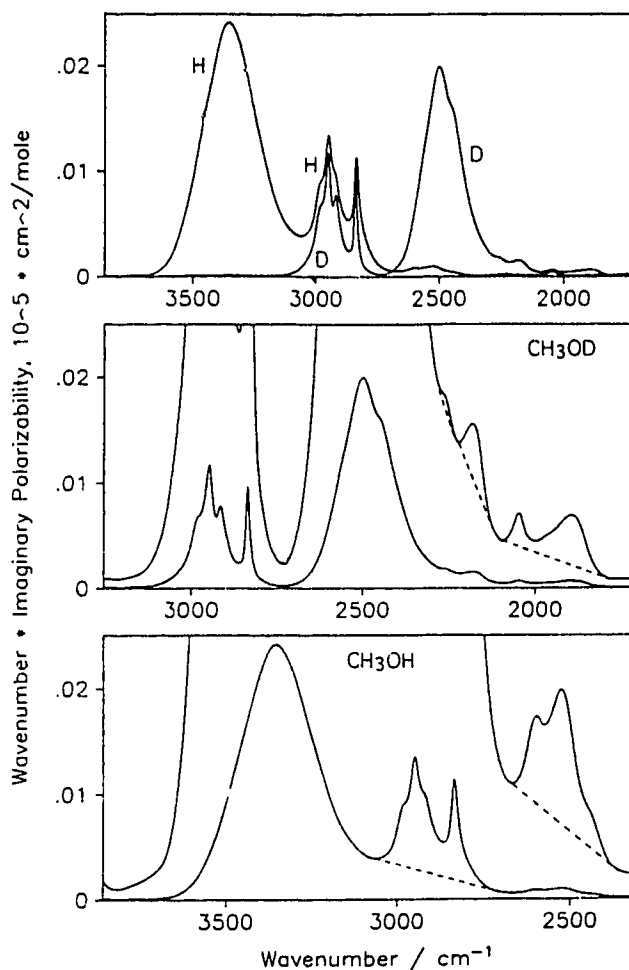 Wavenumber * Imaginary Polarizability, 10~5 * cm~2/mole
.02
.01
0
H
H
D
D
3500 3000 2500 2000
CH₃OD
.02
.01
0
3000 2500 2000
CH₃OH
.02
.01
0
3500 3000 2500
Wavenumber / cm⁻¹